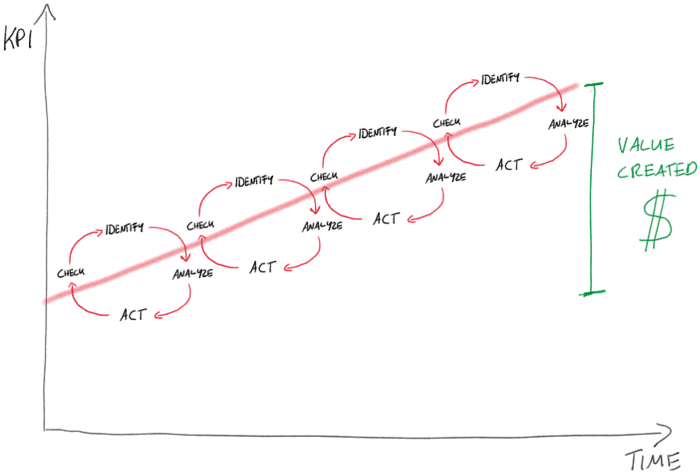 KPI
IDENTIFY
CHECK
ANALYZE
ACT
IDENTIFY
CHECK
ANALYZE
ACT
IDENTIFY
CHECK
ANALYZE
ACT
IDENTIFY
CHECK
ANALYZE
ACT
VALUE
CREATED
$
TIME